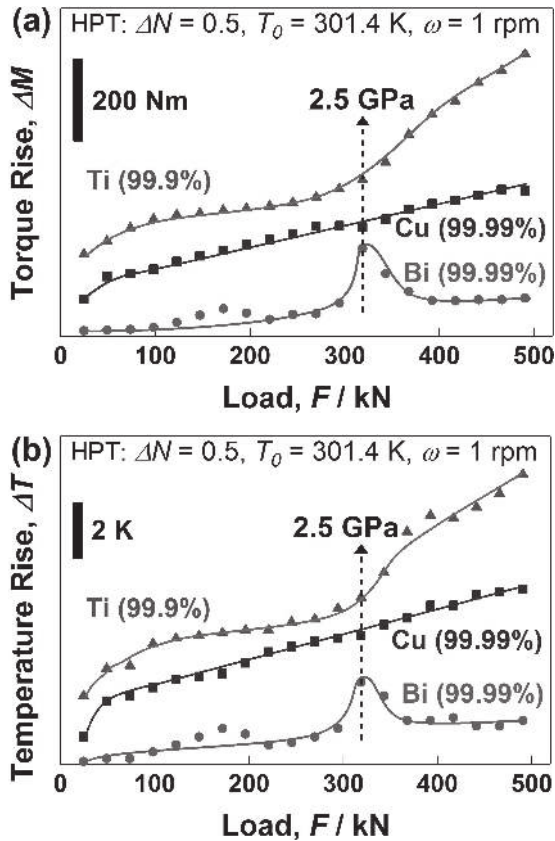 (a)
HPT: ΔN = 0.5, T0 = 301.4 K, ω = 1 rpm
200 Nm
2.5 GPa
Ti (99.9%)
Cu (99.99%)
Bi (99.99%)
Torque Rise, ΔM
0 100 200 300 400 500
Load, F / kN
(b)
HPT: ΔN = 0.5, T0 = 301.4 K, ω = 1 rpm
2 K
2.5 GPa
Ti (99.9%)
Cu (99.99%)
Bi (99.99%)
Temperature Rise, ΔT
0 100 200 300 400 500
Load, F / kN